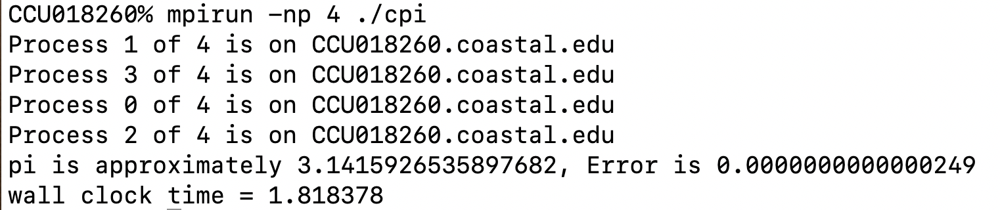 CCU018260% mpirun -np 4 ./cpi
Process 1 of 4 is on CCU018260.coastal.edu
Process 3 of 4 is on CCU018260.coastal.edu
Process 0 of 4 is on CCU018260.coastal.edu
Process 2 of 4 is on CCU018260.coastal.edu
pi is approximately 3.1415926535897682, Error is 0.0000000000000249
wall clock time = 1.818378